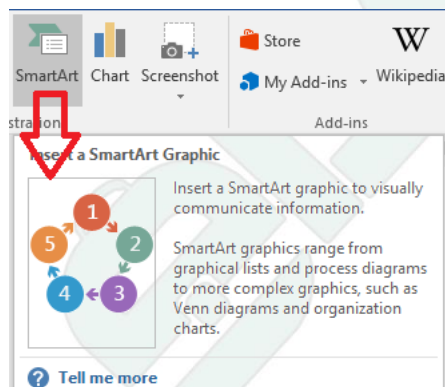 Store
W
SmartArt Chart Screenshot
My Add-ins
Wikipedia
Add-ins
Insert a SmartArt Graphic
Insert a SmartArt graphic to visually
communicate information.
1
5
2
4
3
SmartArt graphics range from
graphical lists and process diagrams
to more complex graphics, such as
Venn diagrams and organization
charts.
? Tell me more